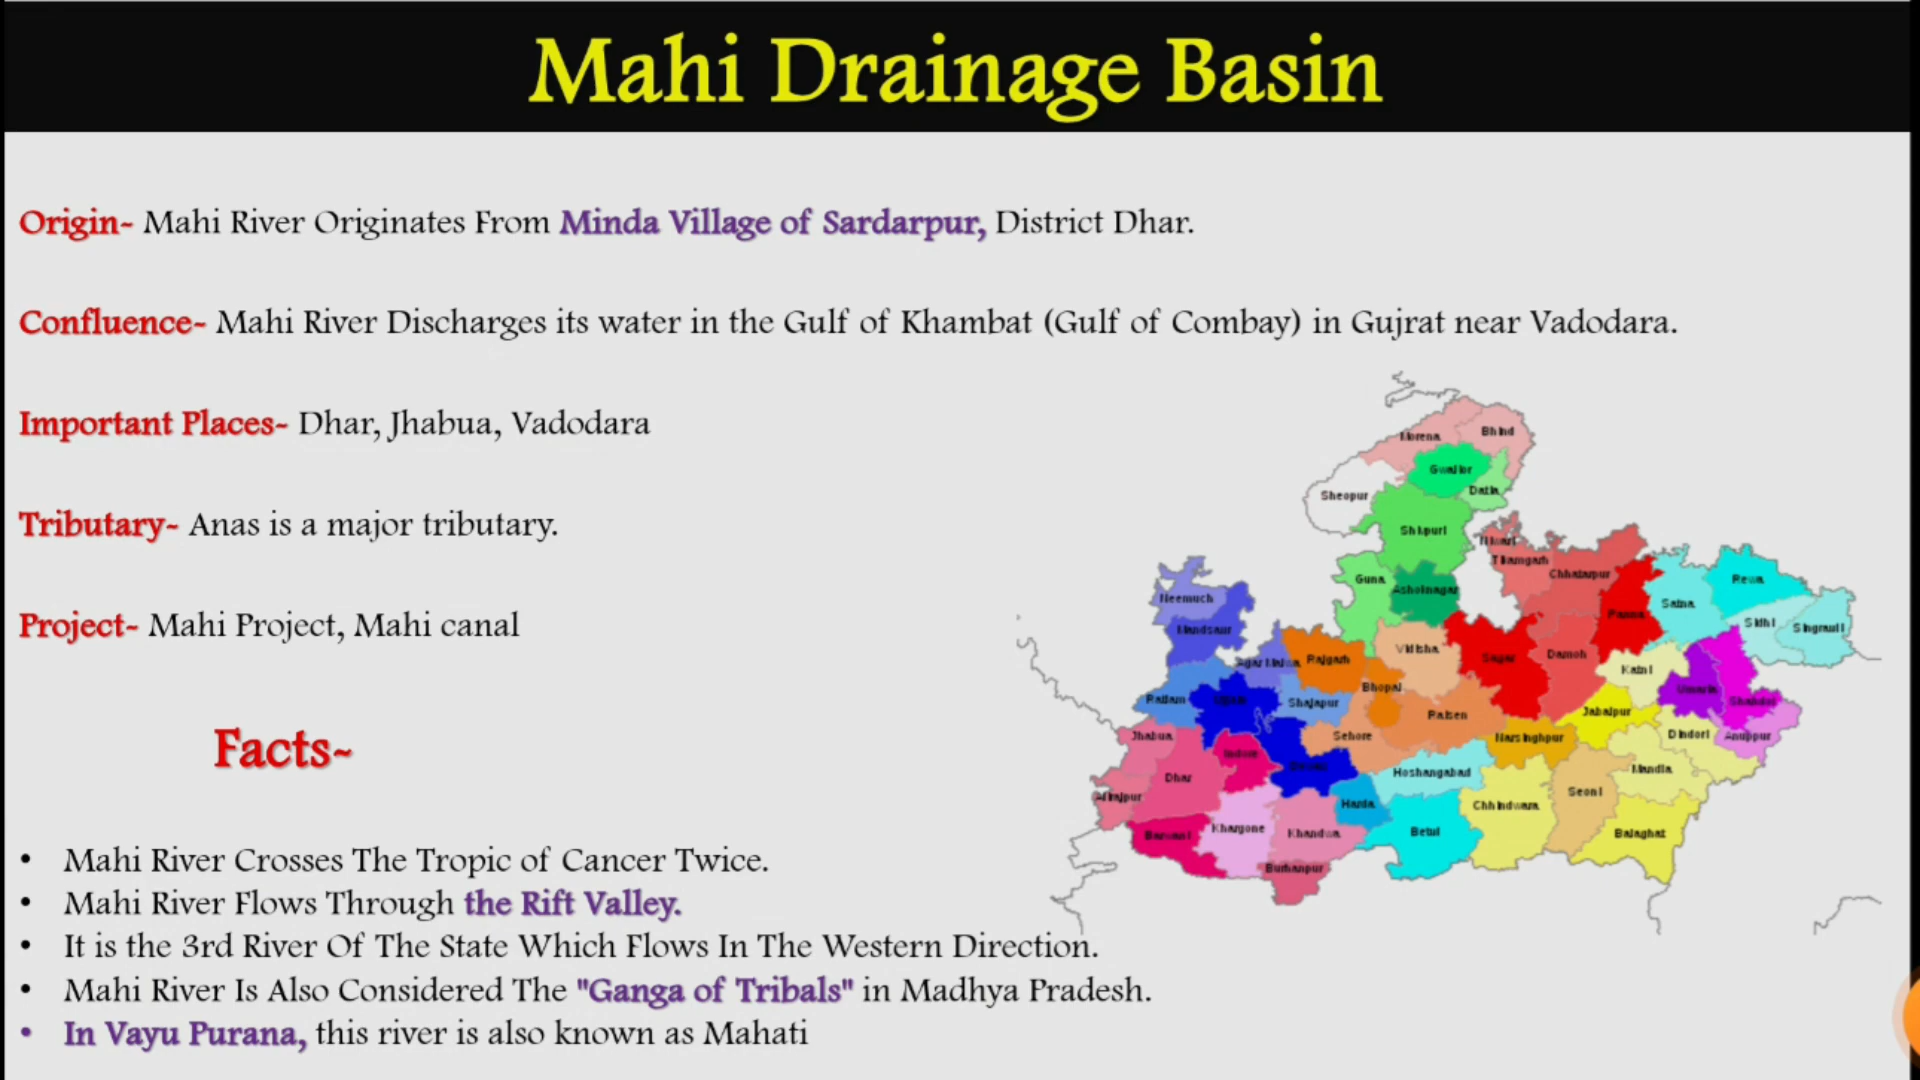 Mahi Drainage Basin
Origin- Mahi River Originates From Minda Village of Sardarpur, District Dhar.
Confluence- Mahi River Discharges its water in the Gulf of Khambat (Gulf of Combay) in Gujrat near Vadodara.
Important Places- Dhar, Jhabua, Vadodara
Tributary- Anas is a major tributary.
Project- Mahi Project, Mahi canal
Facts-
• Mahi River Crosses The Tropic of Cancer Twice.
• Mahi River Flows Through the Rift Valley.
• It is the 3rd River Of The State Which Flows In The Western Direction.
• Mahi River Is Also Considered The "Ganga of Tribals" in Madhya Pradesh.
• In Vayu Purana, this river is also known as Mahati
Morena
Bhind
Gwalior
Datia
Sheopur
Shivpuri
Tikamgarh
Chhatarpur
Guna
Ashoknagar
Panna
Satna
Rewa
Sidhi
Singrauli
Neemuch
Mandsaur
Agar Malwa
Rajgarh
Vidisha
Sagar
Damoh
Katni
Umaria
Shahdol
Ratlam
Shajapur
Bhopal
Raisen
Jabalpur
Jhabua
Indore
Sehore
Narsinghpur
Dindori
Anuppur
Dhar
Hoshangabad
Mandla
Harda
Chhindwara
Seoni
Barwani
Khargone
Khandwa
Betul
Balaghat
Burhanpur